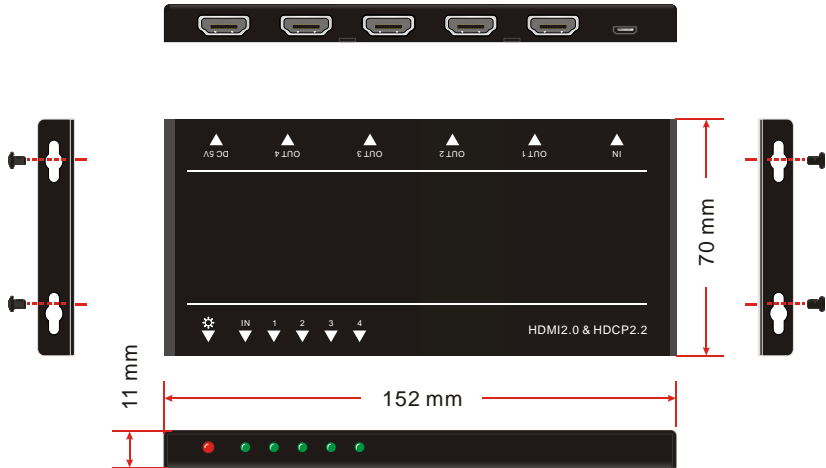 DC 5V OUT 4 OUT 3 OUT 2 OUT 1 IN
70 mm
IN 1 2 3 4
HDMI2.0 & HDCP2.2
11 mm
152 mm